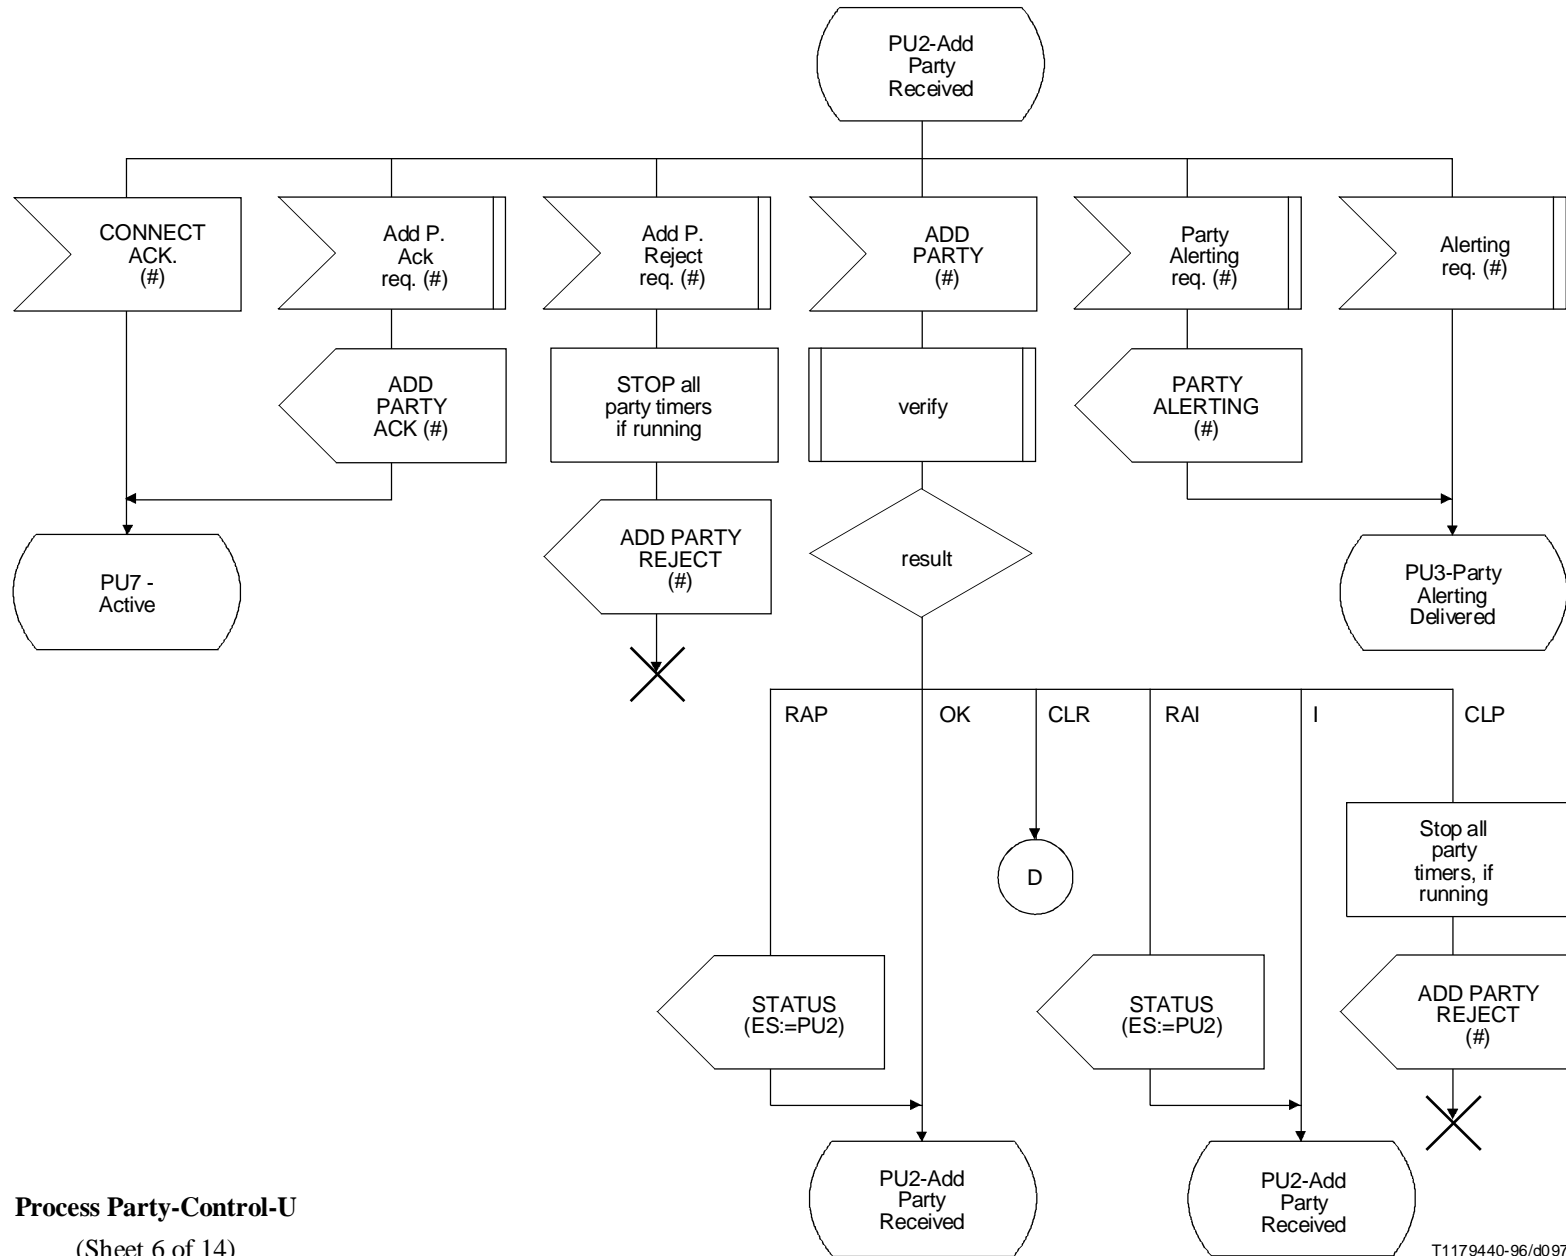 PU2-Add
Party
Received
CONNECT
ACK.
(#)
Add P.
Ack
req. (#)
Add P.
Reject
req. (#)
ADD
PARTY
(#)
Party
Alerting
req. (#)
Alerting
req. (#)
ADD
PARTY
ACK (#)
STOP all
party timers
if running
verify
PARTY
ALERTING
(#)
PU7 -
Active
ADD PARTY
REJECT
(#)
result
PU3-Party
Alerting
Delivered
RAP
OK
CLR
RAI
I
CLP
D
Stop all
party
timers, if
running
STATUS
(ES:=PU2)
STATUS
(ES:=PU2)
ADD PARTY
REJECT
(#)
PU2-Add
Party
Received
PU2-Add
Party
Received
Process Party-Control-U
(Sheet 6 of 14)
T1179440-96/d097